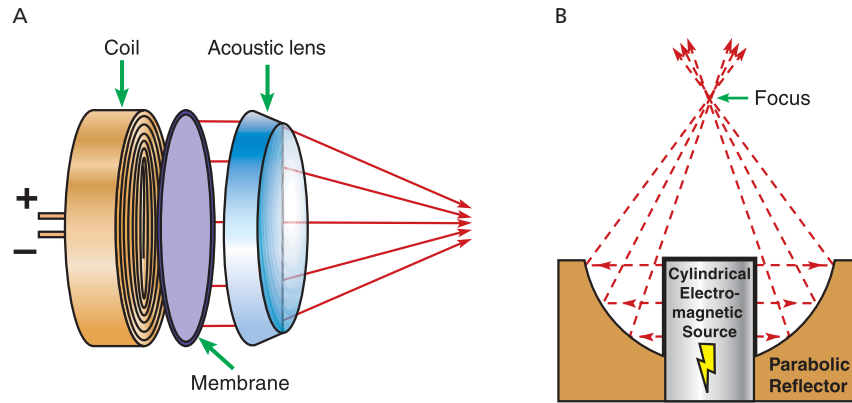 A
B
Coil
Acoustic lens
+
−
Membrane
Focus
Cylindrical
Electro-
magnetic
Source
Parabolic
Reflector